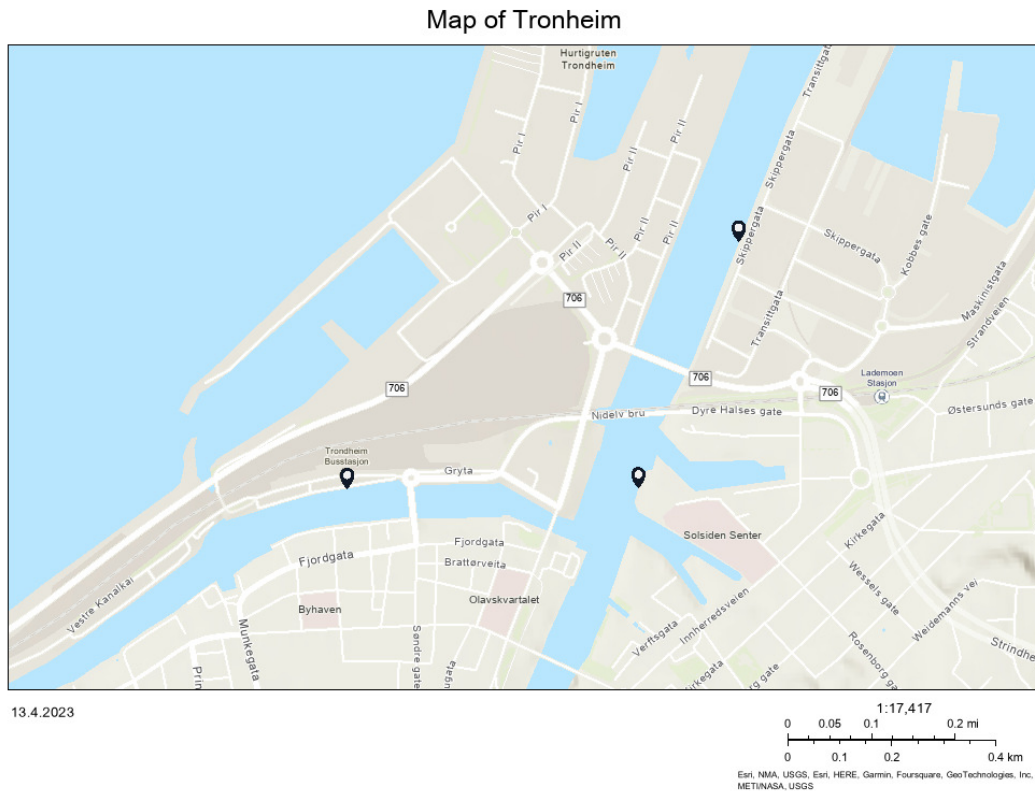 Map of Tronheim
Hurtigruten
Trondheim
Transittgata
Pir I
Pir I
Pir II
Pir II
Skippergata
Pir I
Pir II
Pir II
Pir II
Pir II
Skippergata
Skippergata
Kobbes gate
706
Transittgata
Maskinistgata
Strandveien
706
706
706
Lademoen
Stasjon
Nidelv bru
Dyre Halses gate
Østersunds gate
Trondheim
Busstasjon
Gryta
Solsiden Senter
Kirkegata
Fjordgata
Fjordgata
Brattørveita
Vestre Kanalkai
Byhaven
Olavskvartalet
Wessels gate
Weidemanns vei
Innherredsveien
Verftsgata
Munkegata
Søndre gate
ugata
Prin
Kirkegata
rg gate
Rosenborg ga
Strindhe
13.4.2023
1:17,417
0 0.05 0.1 0.2 mi
0 0.1 0.2 0.4 km
Esri, NMA, USGS, Esri, HERE, Garmin, Foursquare, GeoTechnologies, Inc,
METI/NASA, USGS